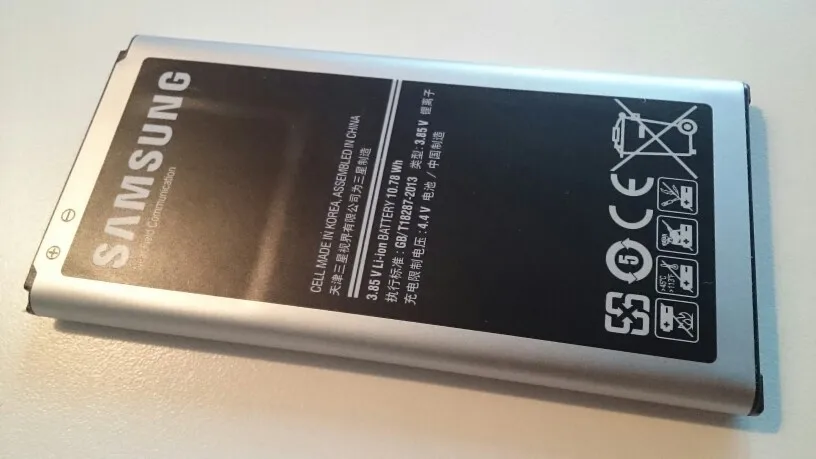 SAMSUNG
Near Field Communication
CELL MADE IN KOREA, ASSEMBLED IN CHINA
天津三星视界有限公司为三星制造
3.85 V Li-ion BATTERY 10.78 Wh 类型: 3.85 V 锂离子
执行标准: GB/T18287-2013
充电限制电压: 4.4 V 电池 / 中国制造
CE
5
>45°C
>113°F